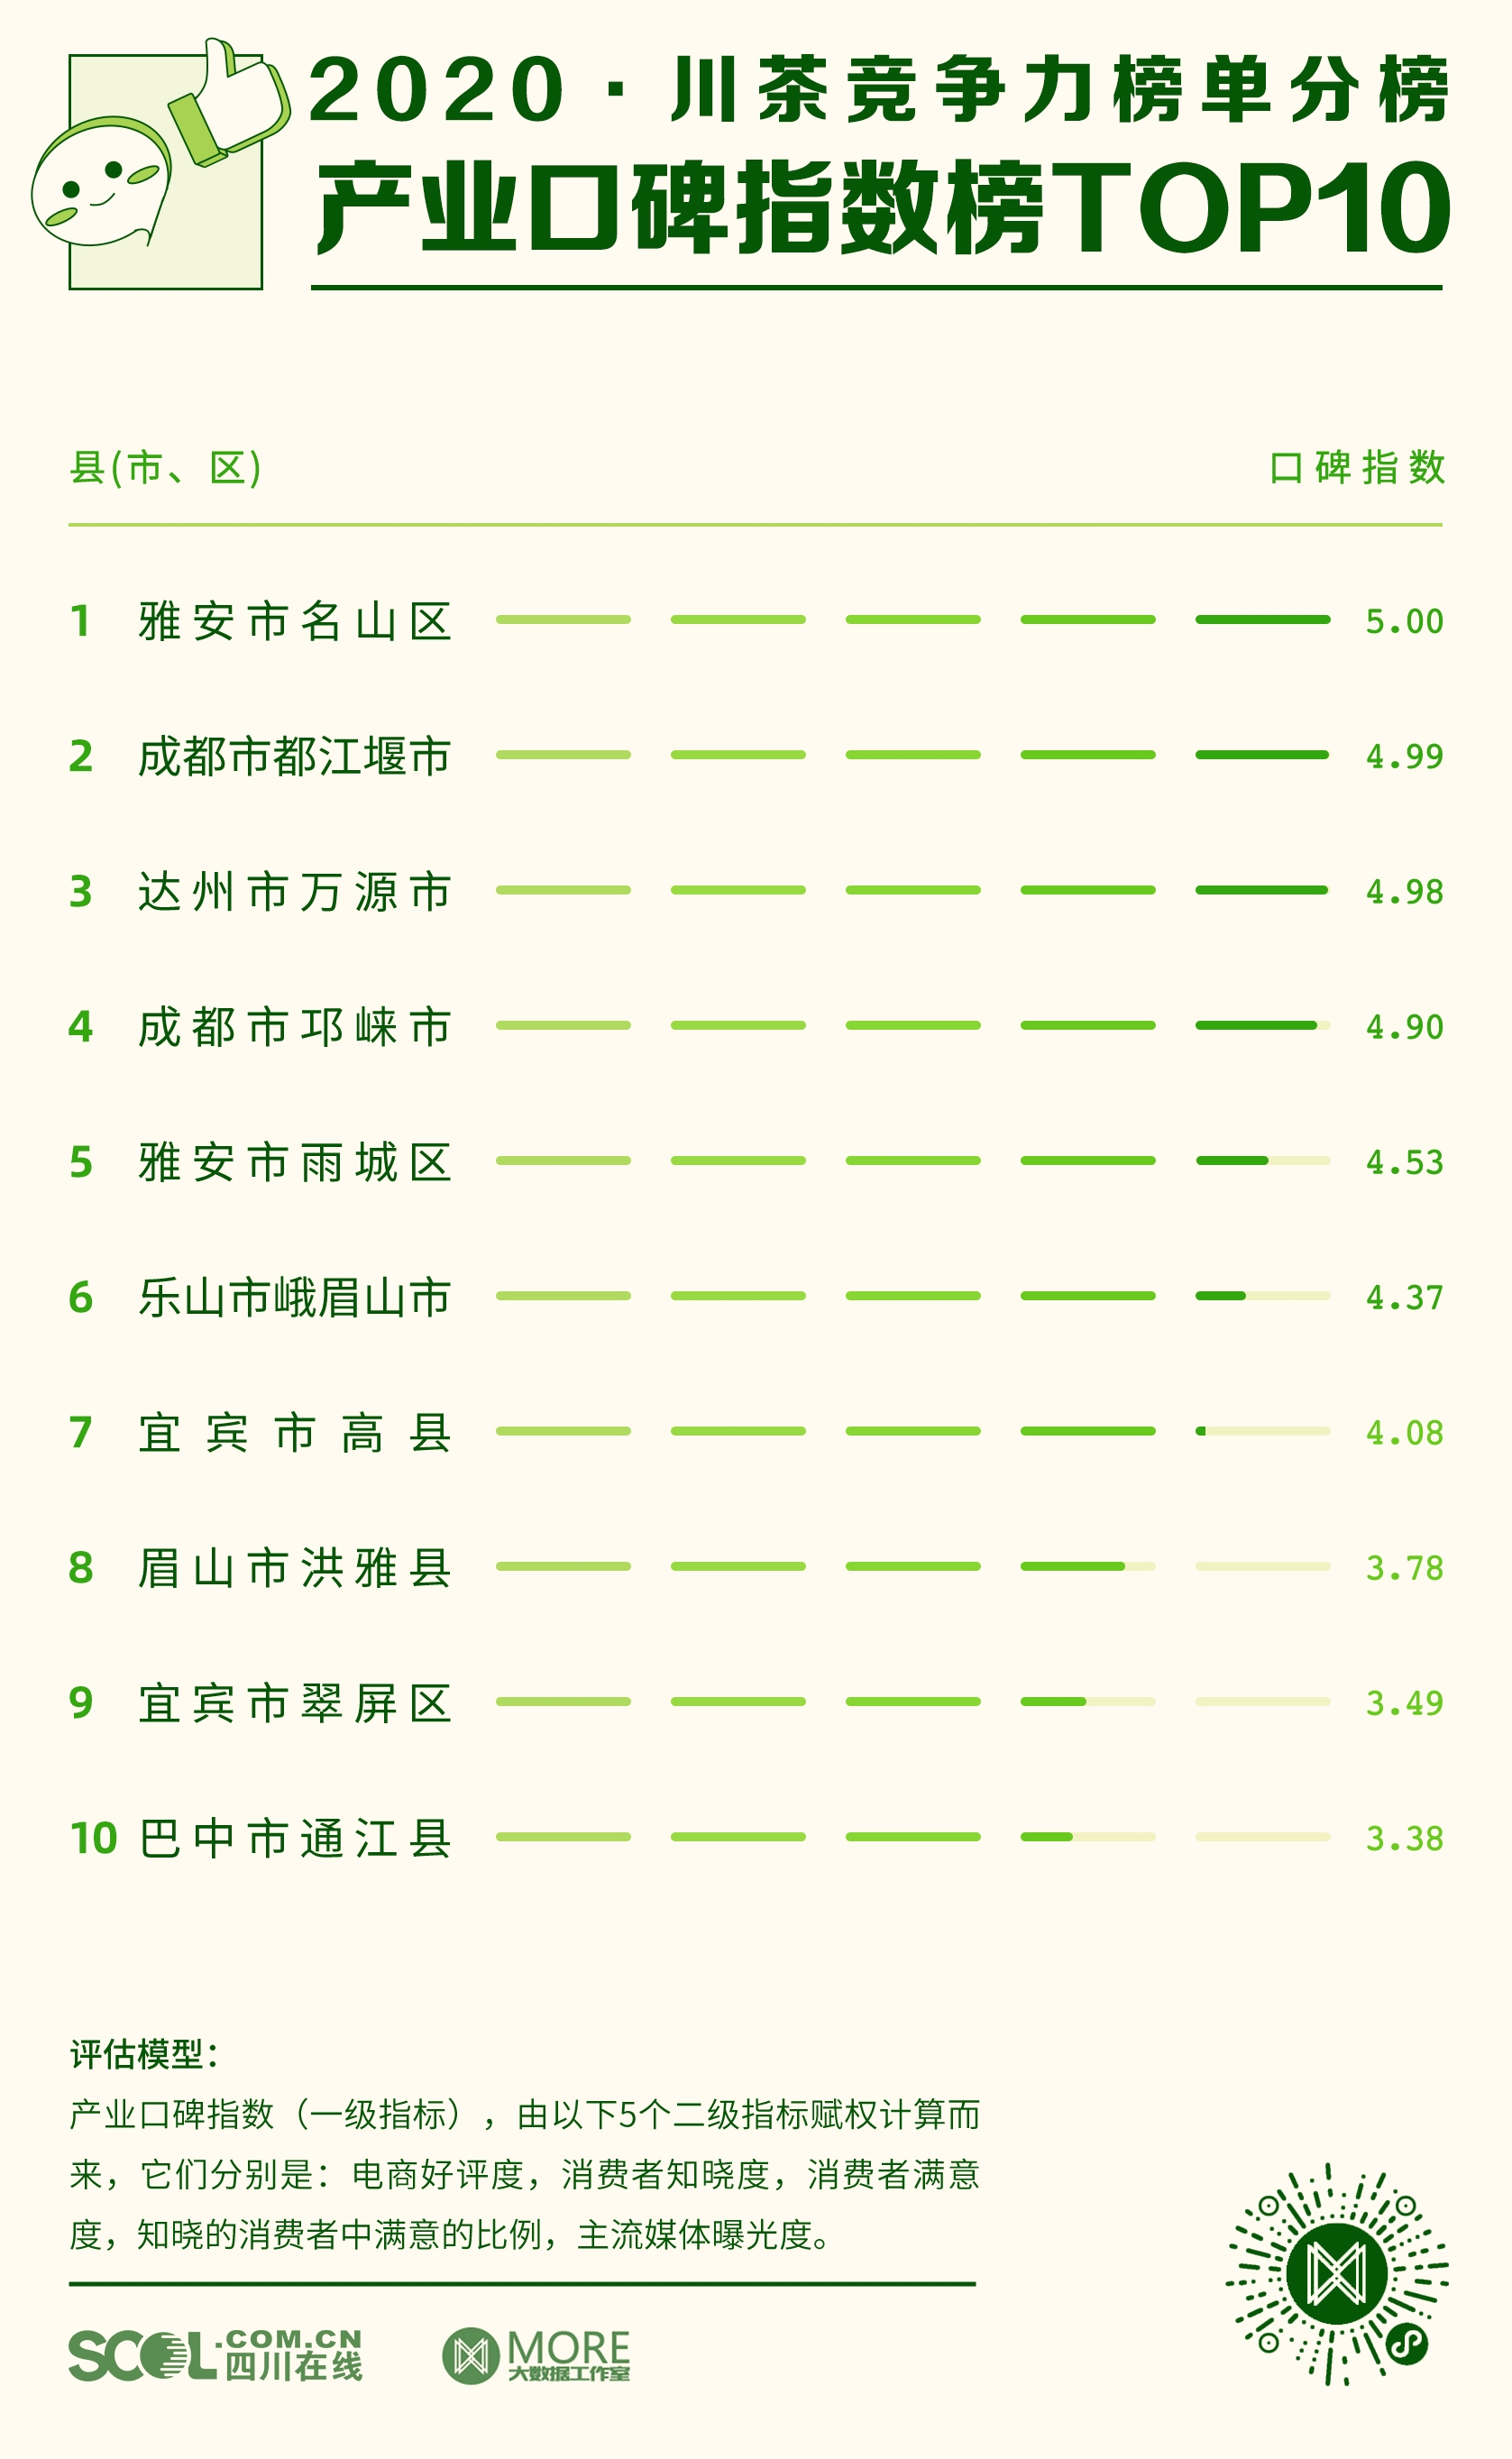 2020 · 川茶竞争力榜单分榜
产业口碑指数榜TOP10
县(市、区) 口碑指数
1 雅安市名山区 5.00
2 成都市都江堰市 4.99
3 达州市万源市 4.98
4 成都市邛崃市 4.90
5 雅安市雨城区 4.53
6 乐山市峨眉山市 4.37
7 宜宾市高县 4.08
8 眉山市洪雅县 3.78
9 宜宾市翠屏区 3.49
10 巴中市通江县 3.38
评估模型：
产业口碑指数（一级指标），由以下5个二级指标赋权计算而
来，它们分别是：电商好评度，消费者知晓度，消费者满意
度，知晓的消费者中满意的比例，主流媒体曝光度。
SCOL.COM.CN
四川在线
MORE
大数据工作室